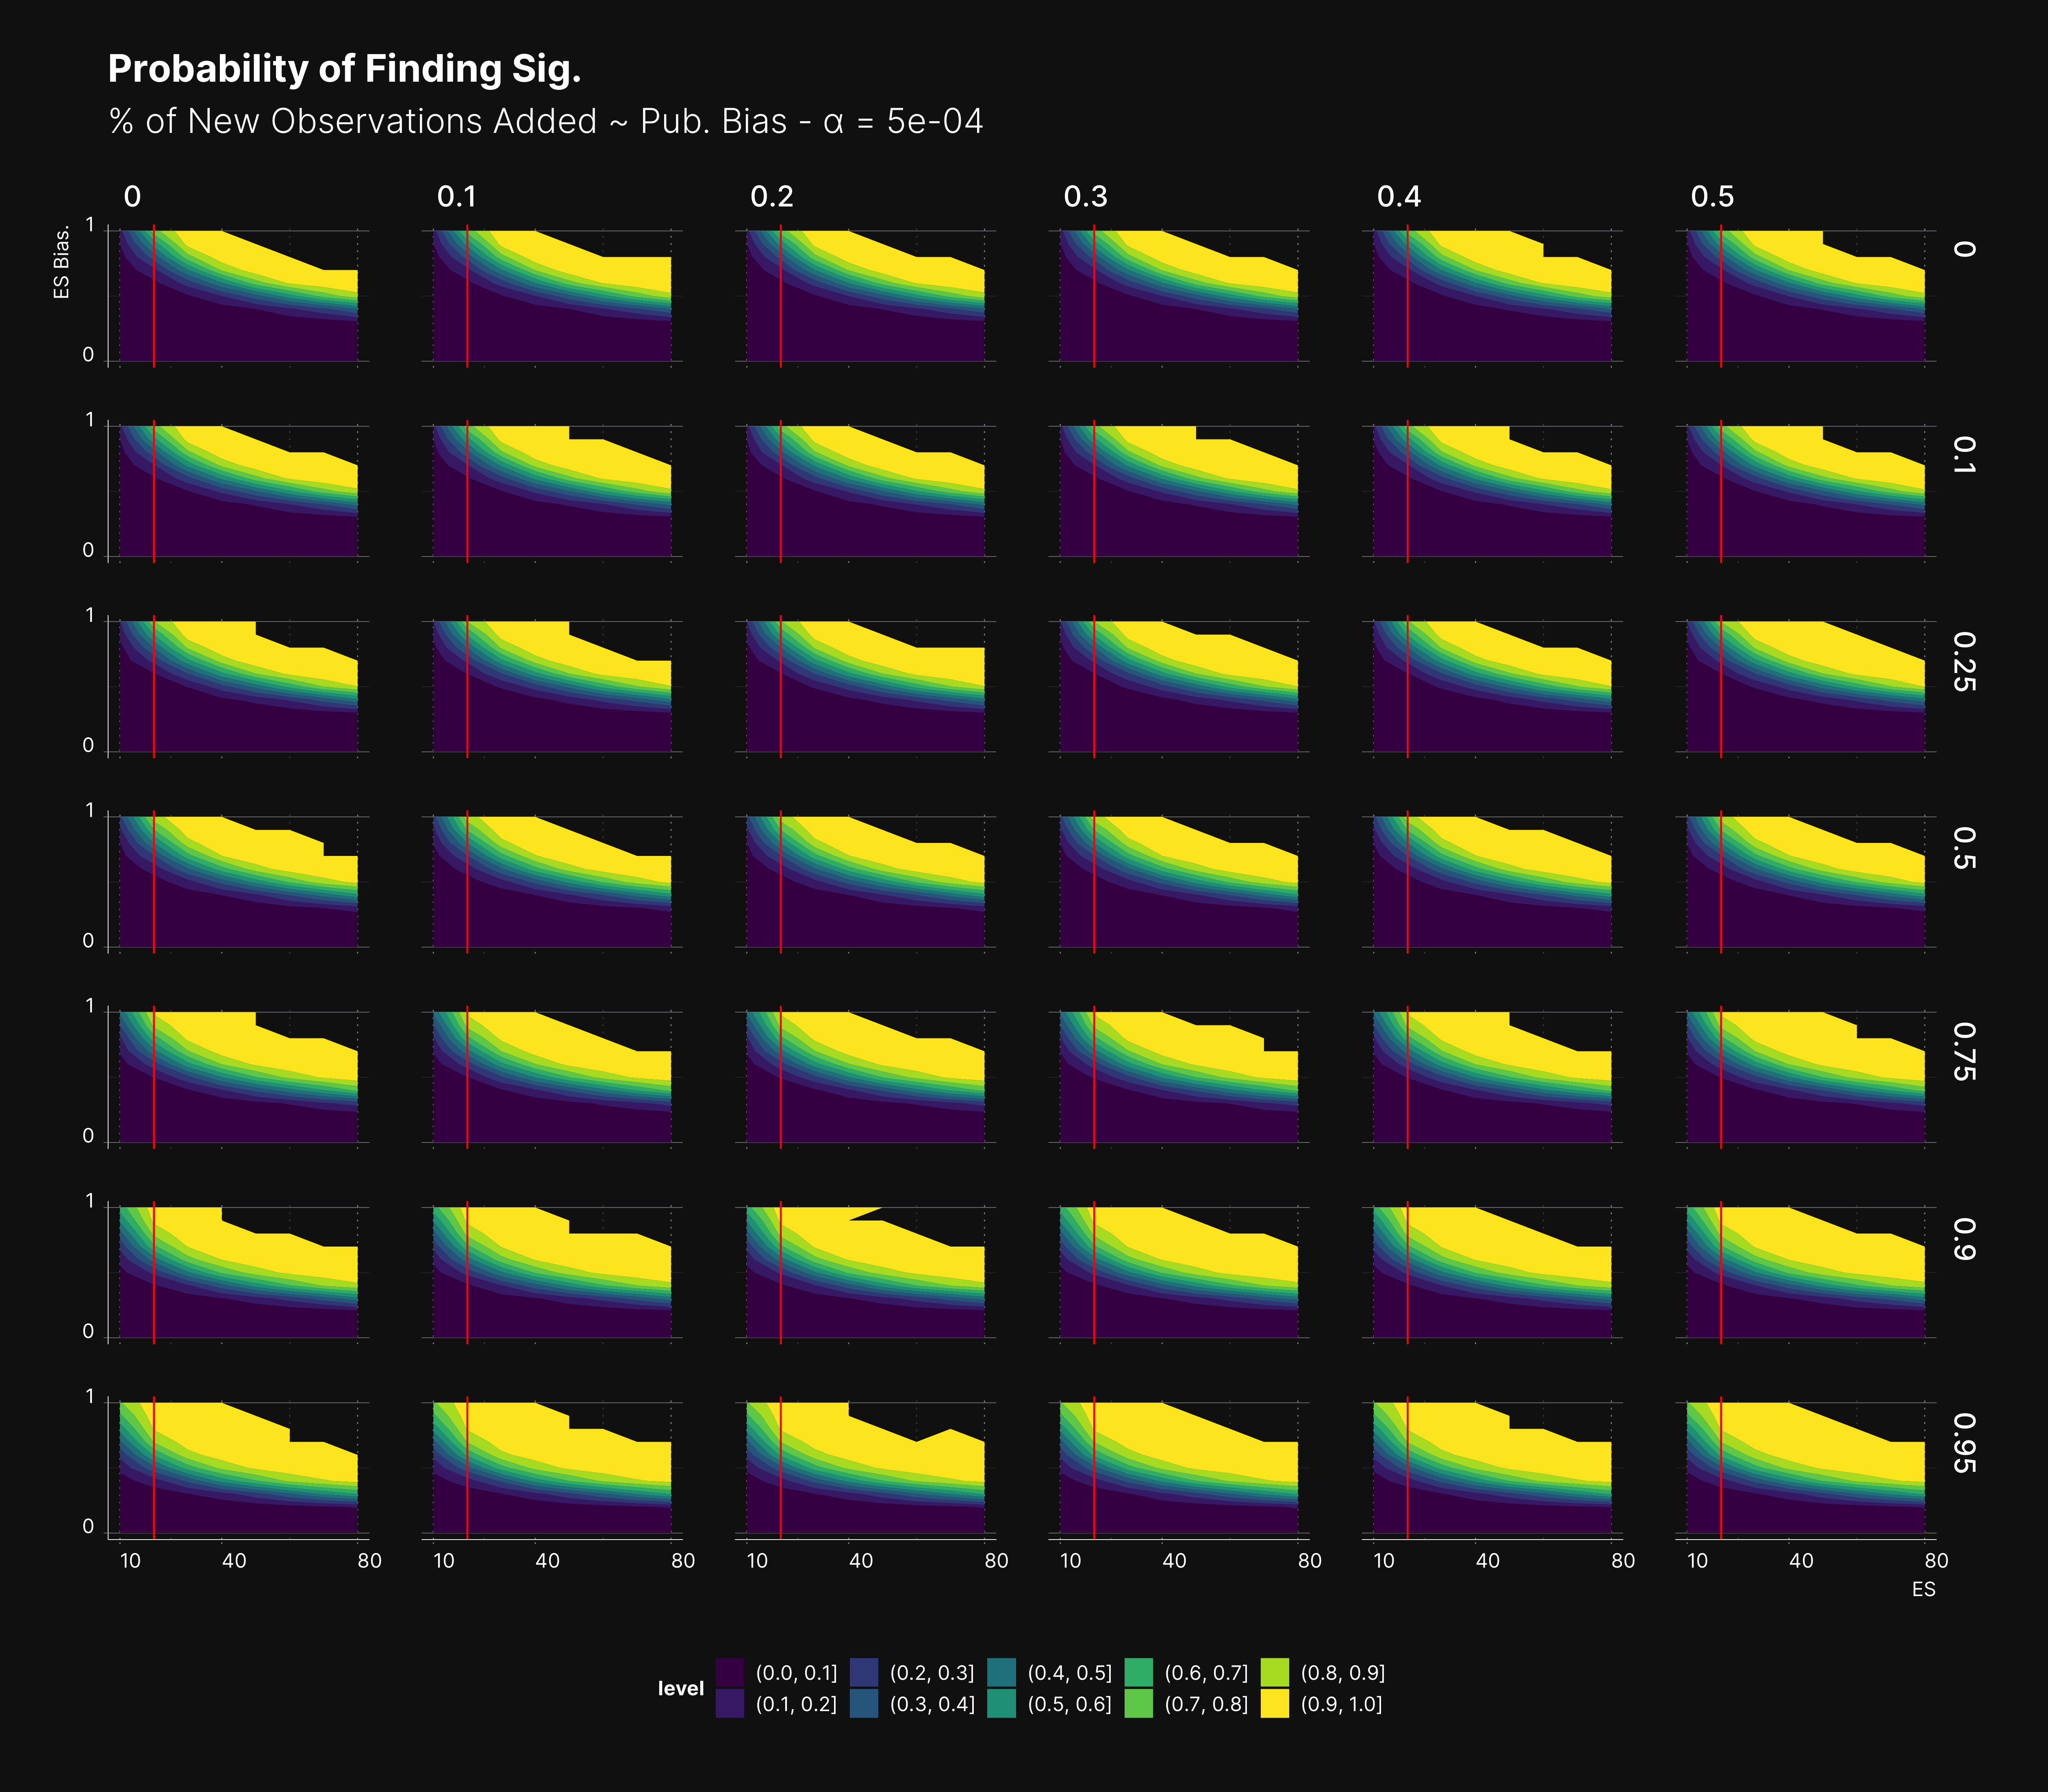 Probability of Finding Sig.
% of New Observations Added ~ Pub. Bias - α = 5e-04
0 0.1 0.2 0.3 0.4 0.5
ES Bias.
1
0
0
1
0
0.1
1
0
0.25
1
0
0.5
1
0
0.75
1
0
0.9
1
0
0.95
10 40 80 10 40 80 10 40 80 10 40 80 10 40 80 10 40 80
ES
level
(0.0, 0.1] (0.2, 0.3] (0.4, 0.5] (0.6, 0.7] (0.8, 0.9]
(0.1, 0.2] (0.3, 0.4] (0.5, 0.6] (0.7, 0.8] (0.9, 1.0]